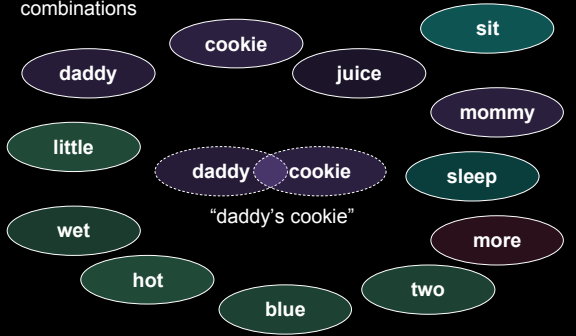 combinations
cookie
sit
daddy
juice
mommy
little
daddy cookie
sleep
"daddy's cookie"
wet
more
hot
two
blue